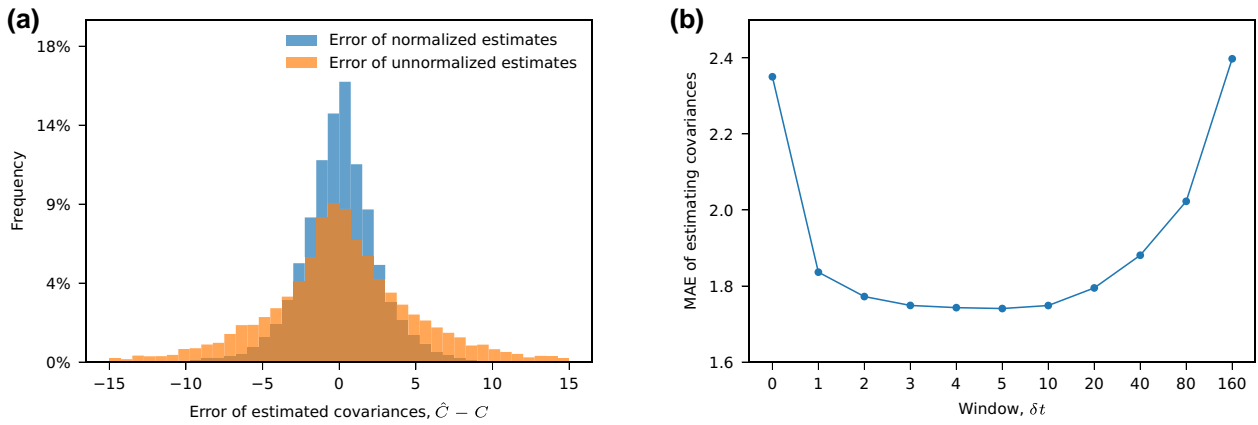 (a)
Error of normalized estimates
Error of unnormalized estimates
18%
14%
9%
4%
0%
Frequency
−15 −10 −5 0 5 10 15
Error of estimated covariances, Ĉ − C
(b)
2.4
2.2
2.0
1.8
1.6
MAE of estimating covariances
0 1 2 3 4 5 10 20 40 80 160
Window, δt